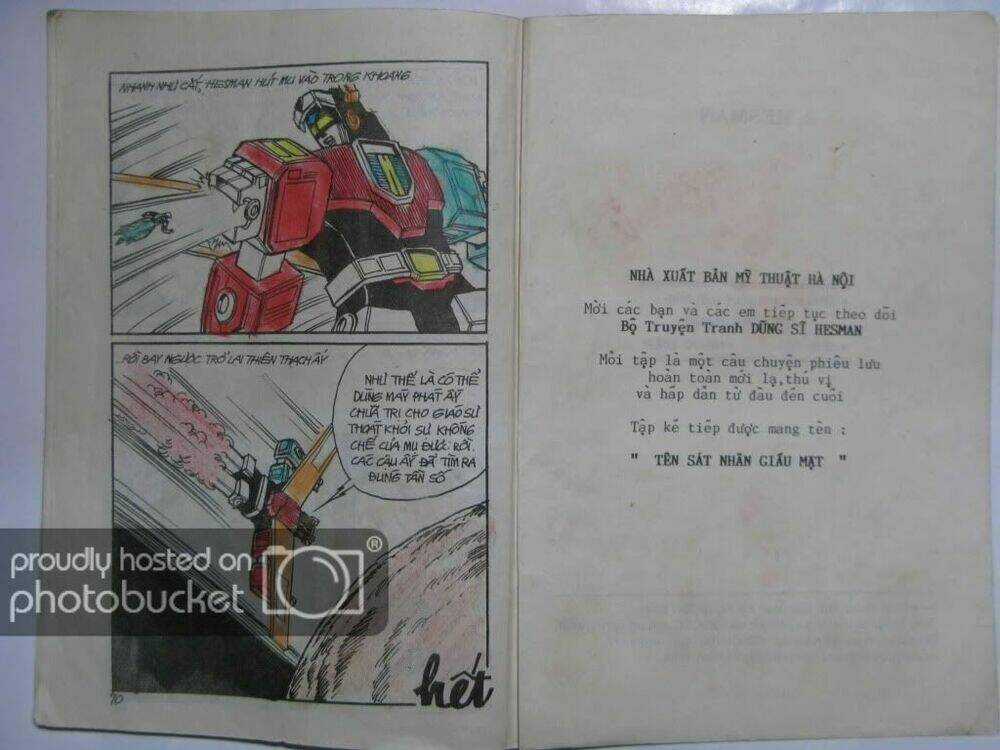 NHANH NHƯ CẮT, HESMAN HÚT MU VÀO TRONG KHOANG
RỒI BAY NGƯỢC TRỞ LẠI THIÊN THẠCH ẤY
NHƯ THẾ LÀ CÓ THỂ
DÙNG MÁY PHÁT ẤY
CHỮA TRỊ CHO GIÁO SƯ
THOÁT KHỎI SỰ KHỐNG
CHẾ CỦA MU ĐƯỢC RỒI.
CÁC CẬU ẤY ĐÃ TÌM RA
ĐÚNG TẦN SỐ
proudly hosted on
photobucket ®
hết
70
NHÀ XUẤT BẢN MỸ THUẬT HÀ NỘI
Mời các bạn và các em tiếp tục theo dõi
Bộ Truyện Tranh DŨNG SĨ HESMAN
Mỗi tập là một câu chuyện phiêu lưu
hoàn toàn mới lạ,thú vị
và hấp dẫn từ đầu đến cuối
Tập kế tiếp được mang tên :
" TÊN SÁT NHÂN GIẤU MẶT "